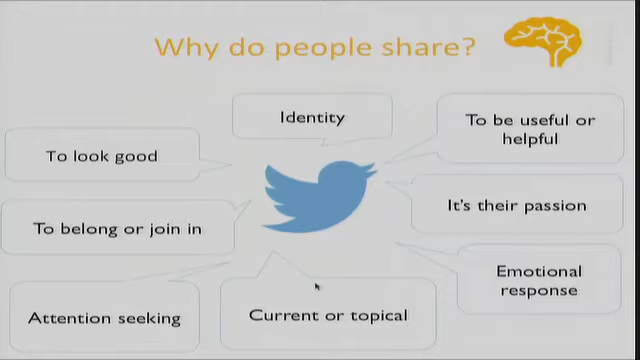 Why do people share?
Identity
To be useful or
helpful
To look good
It's their passion
To belong or join in
Emotional
response
Attention seeking
Current or topical